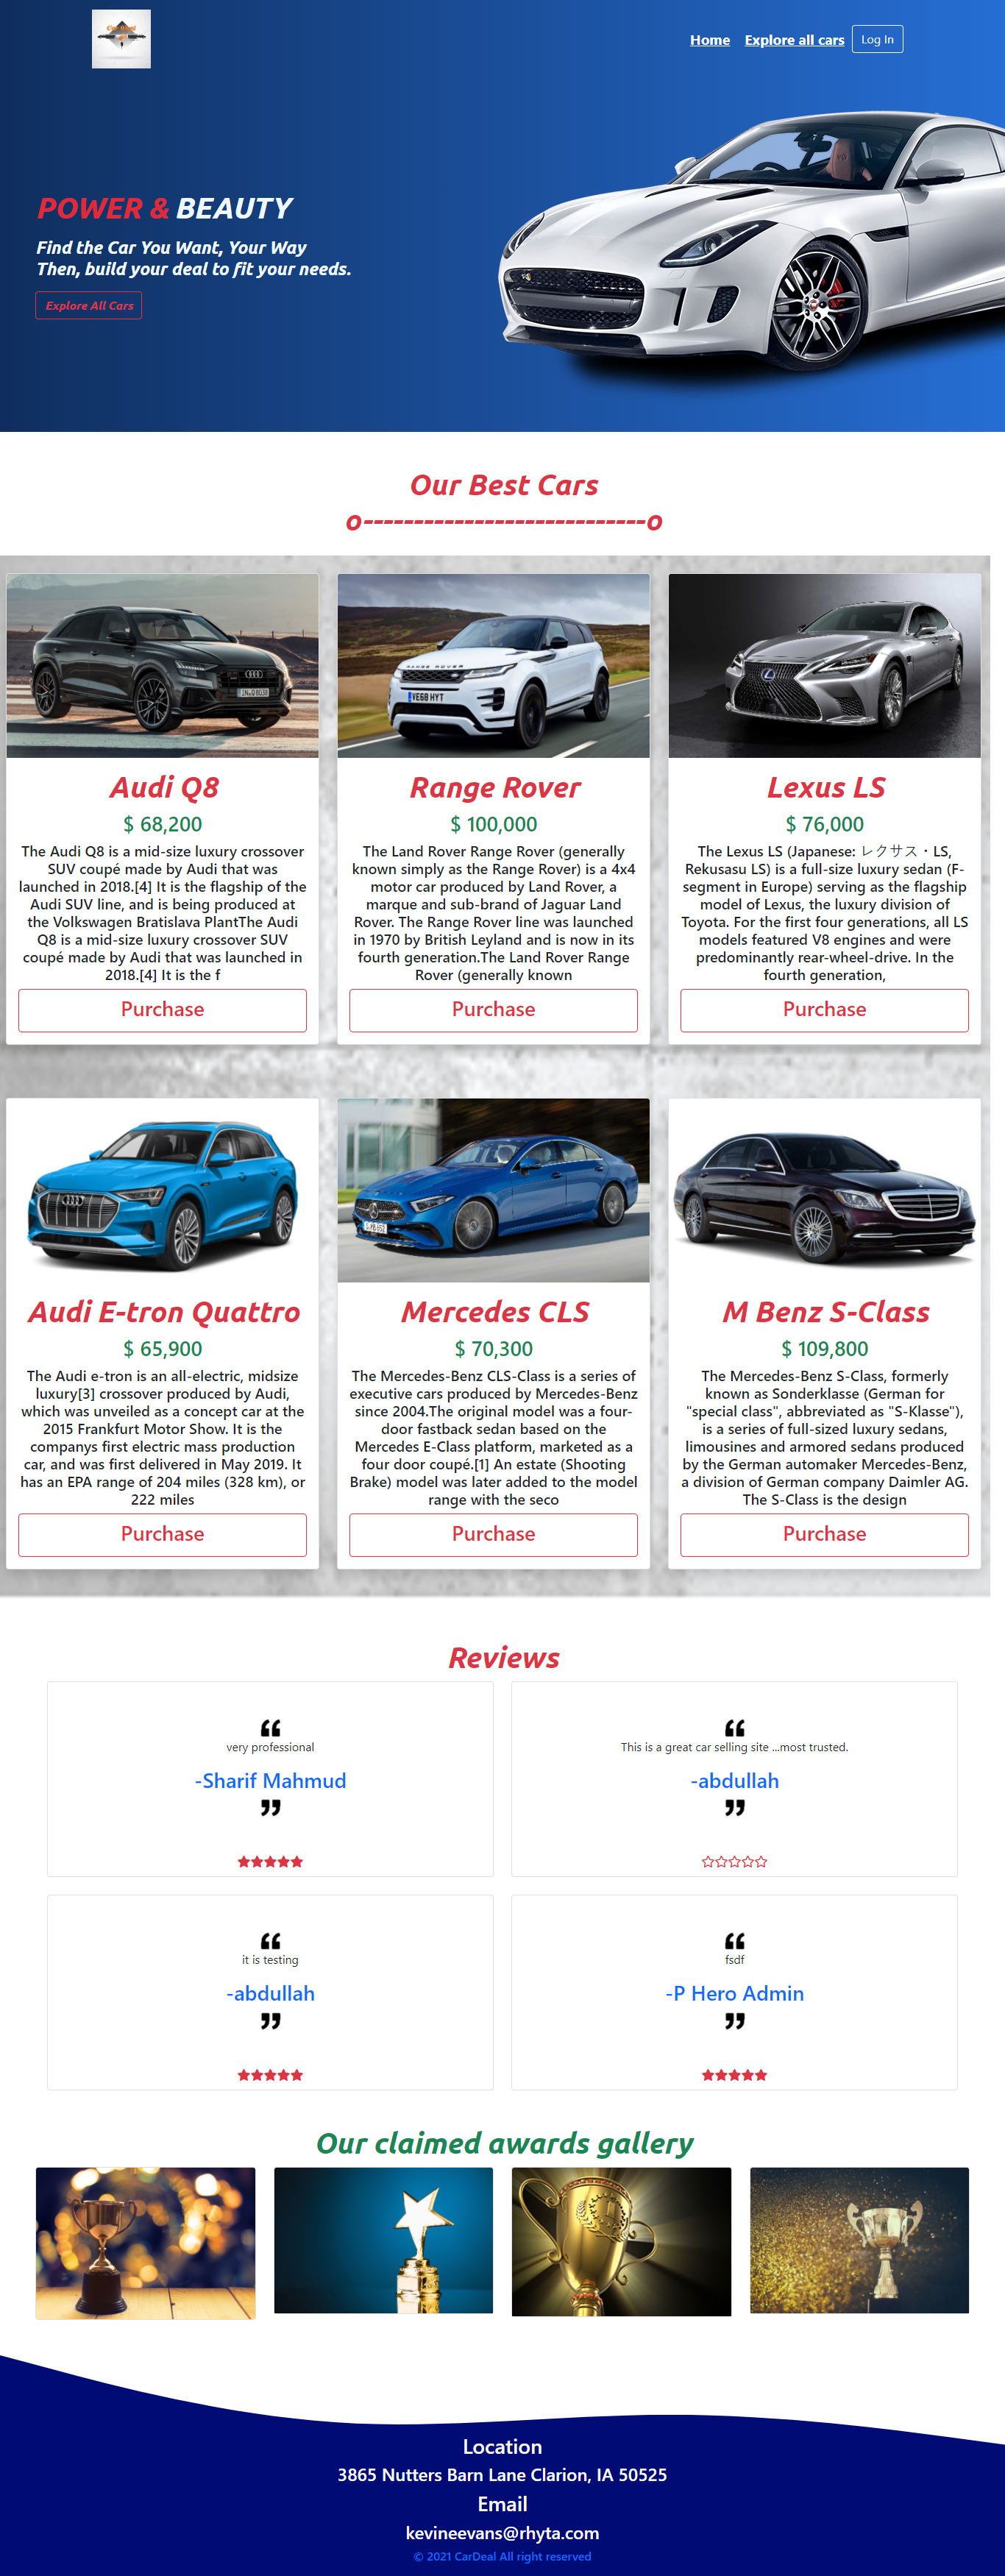 Home Explore all cars Log In
POWER & BEAUTY
Find the Car You Want, Your Way
Then, build your deal to fit your needs.
Explore All Cars
Our Best Cars
o----------------------------o
RANGE ROVER
VE68 HYT
Audi Q8
$ 68,200
The Audi Q8 is a mid-size luxury crossover
SUV coupé made by Audi that was
launched in 2018.[4] It is the flagship of the
Audi SUV line, and is being produced at
the Volkswagen Bratislava PlantThe Audi
Q8 is a mid-size luxury crossover SUV
coupé made by Audi that was launched in
2018.[4] It is the f
Purchase
Range Rover
$ 100,000
The Land Rover Range Rover (generally
known simply as the Range Rover) is a 4x4
motor car produced by Land Rover, a
marque and sub-brand of Jaguar Land
Rover. The Range Rover line was launched
in 1970 by British Leyland and is now in its
fourth generation.The Land Rover Range
Rover (generally known
Purchase
Lexus LS
$ 76,000
The Lexus LS (Japanese: レクサス・LS,
Rekusasu LS) is a full-size luxury sedan (F-
segment in Europe) serving as the flagship
model of Lexus, the luxury division of
Toyota. For the first four generations, all LS
models featured V8 engines and were
predominantly rear-wheel-drive. In the
fourth generation,
Purchase
Audi E-tron Quattro
$ 65,900
The Audi e-tron is an all-electric, midsize
luxury[3] crossover produced by Audi,
which was unveiled as a concept car at the
2015 Frankfurt Motor Show. It is the
companys first electric mass production
car, and was first delivered in May 2019. It
has an EPA range of 204 miles (328 km), or
222 miles
Purchase
Mercedes CLS
$ 70,300
The Mercedes-Benz CLS-Class is a series of
executive cars produced by Mercedes-Benz
since 2004.The original model was a four-
door fastback sedan based on the
Mercedes E-Class platform, marketed as a
four door coupé.[1] An estate (Shooting
Brake) model was later added to the model
range with the seco
Purchase
M Benz S-Class
$ 109,800
The Mercedes-Benz S-Class, formerly
known as Sonderklasse (German for
"special class", abbreviated as "S-Klasse"),
is a series of full-sized luxury sedans,
limousines and armored sedans produced
by the German automaker Mercedes-Benz,
a division of German company Daimler AG.
The S-Class is the design
Purchase
Reviews
“
very professional
-Sharif Mahmud
”
“
This is a great car selling site ...most trusted.
-abdullah
”
“
it is testing
-abdullah
”
“
fsdf
-P Hero Admin
”
Our claimed awards gallery
Location
3865 Nutters Barn Lane Clarion, IA 50525
Email
kevineevans@rhyta.com
© 2021 CarDeal All right reserved